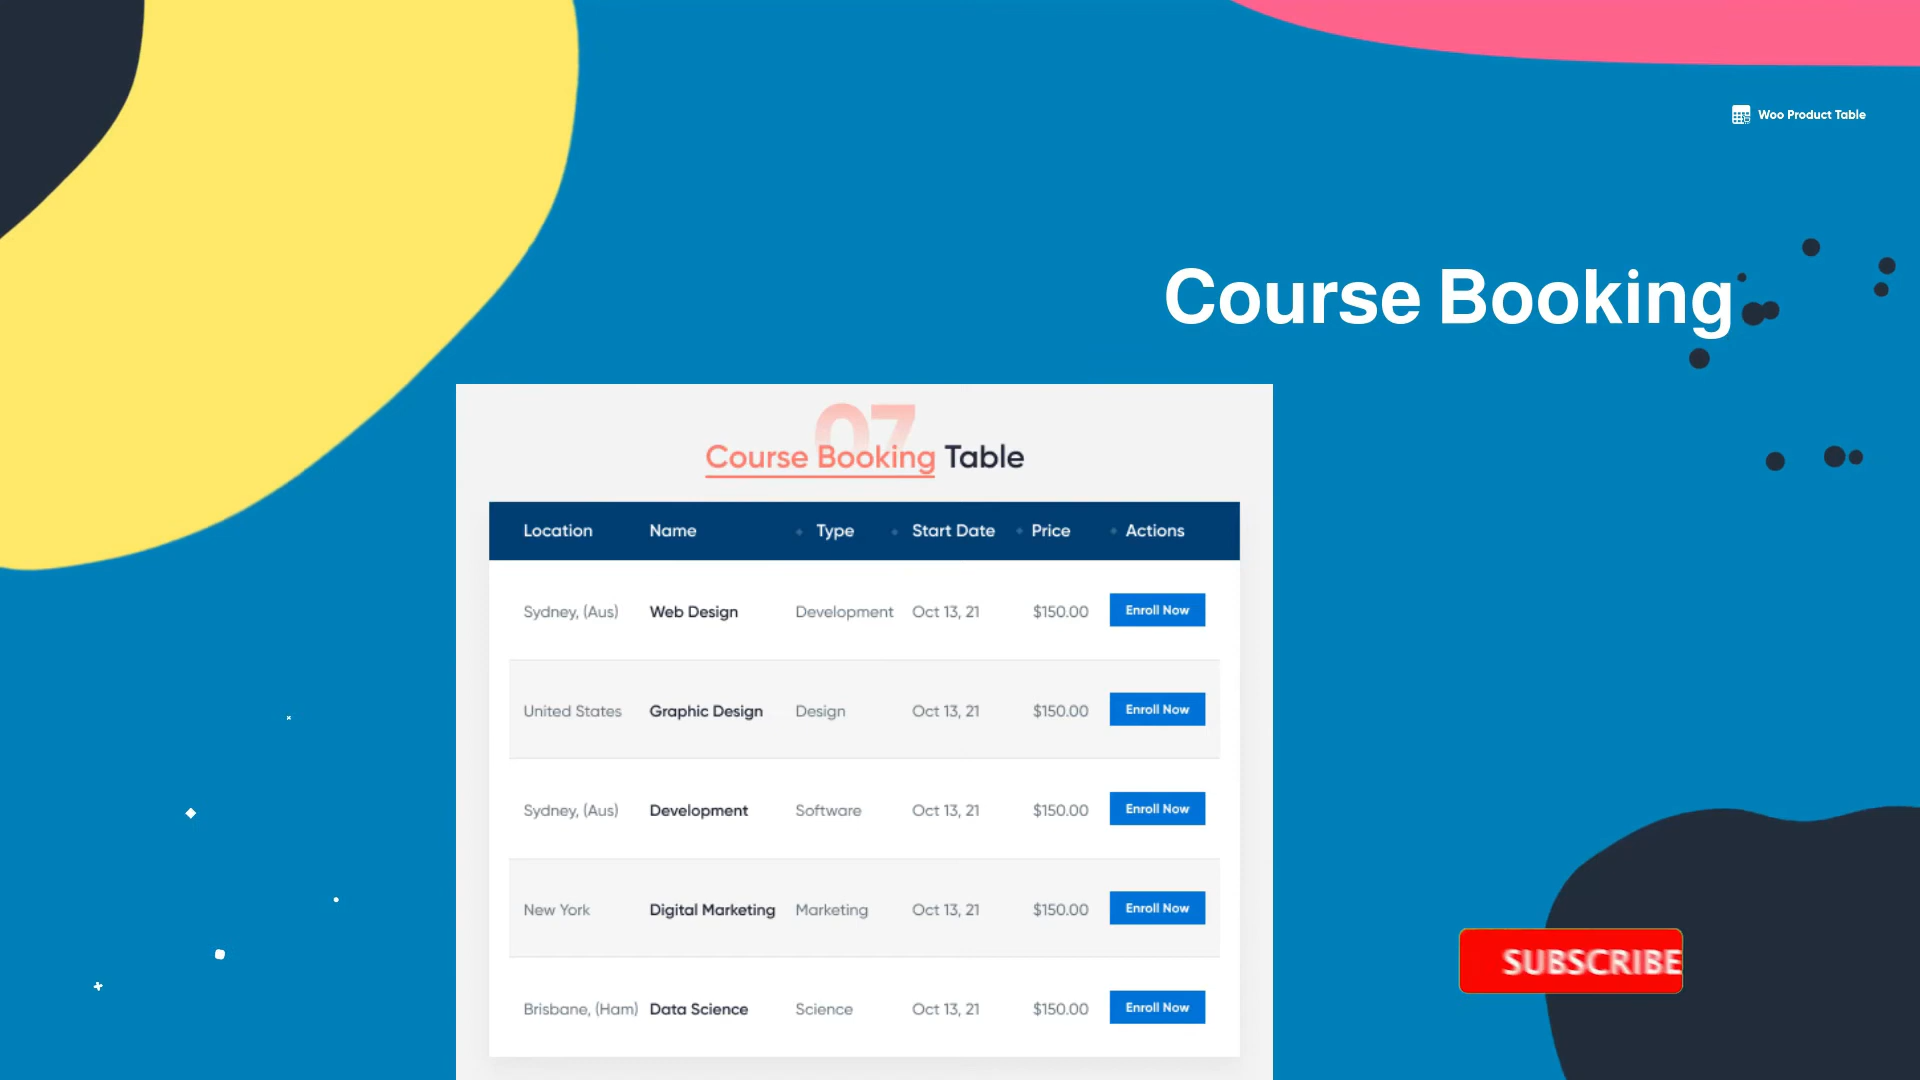 Woo Product Table
Course Booking
07
Course Booking Table
Location Name Type Start Date Price Actions
Sydney, (Aus) Web Design Development Oct 13, 21 $150.00 Enroll Now
United States Graphic Design Design Oct 13, 21 $150.00 Enroll Now
Sydney, (Aus) Development Software Oct 13, 21 $150.00 Enroll Now
New York Digital Marketing Marketing Oct 13, 21 $150.00 Enroll Now
Brisbane, (Ham) Data Science Science Oct 13, 21 $150.00 Enroll Now
SUBSCRIBE